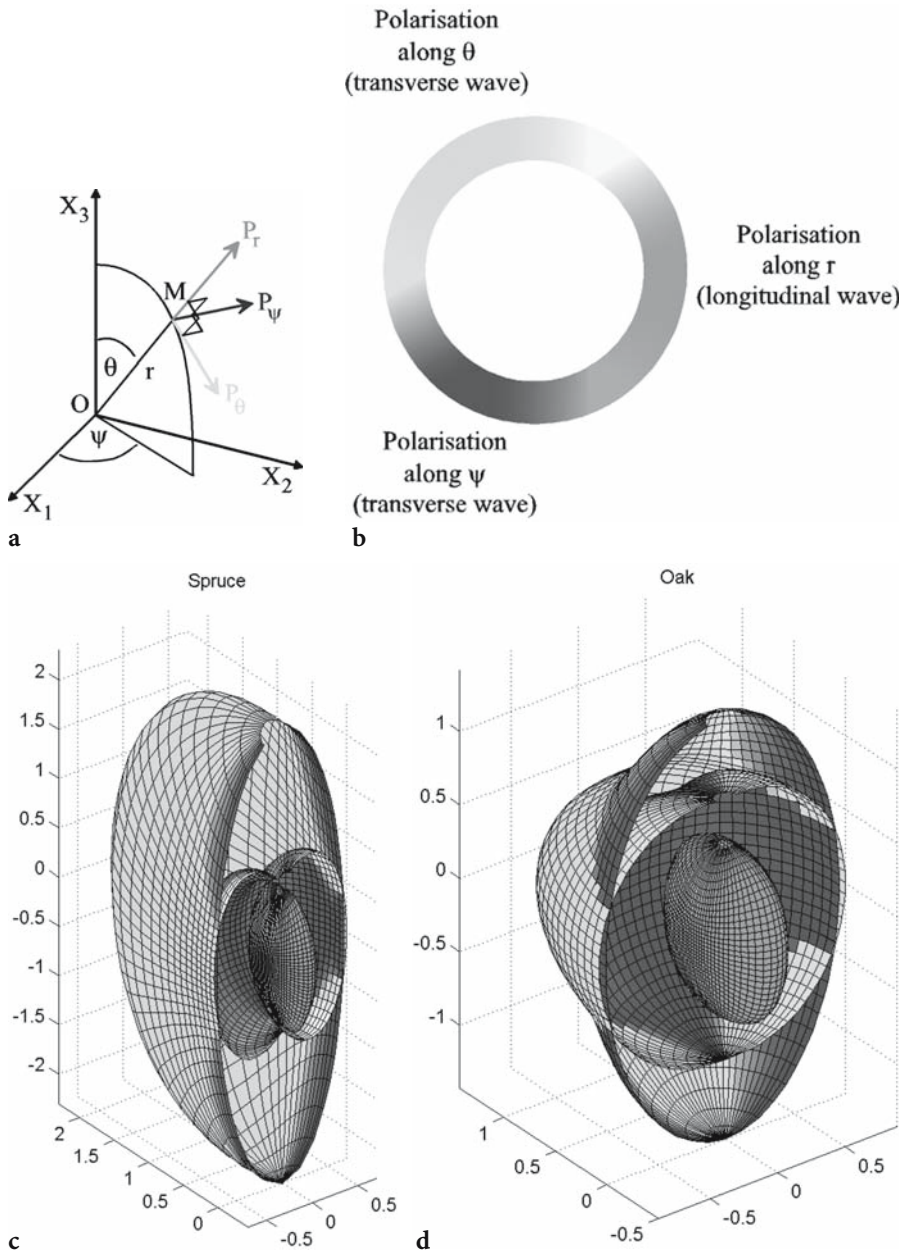 Polarisation
along θ
(transverse wave)
X3
Pr
M
Pψ
θ
r
Pθ
O
ψ
X2
X1
Polarisation
along r
(longitudinal wave)
Polarisation
along ψ
(transverse wave)
a
b
Spruce
2
1.5
1
0.5
0
-0.5
-1
-1.5
-2
2
1.5
1
0.5
0
-0.5
0
0.5
c
Oak
1
0.5
0
-0.5
-1
1
0.5
0
-0.5
-0.5
0
0.5
d